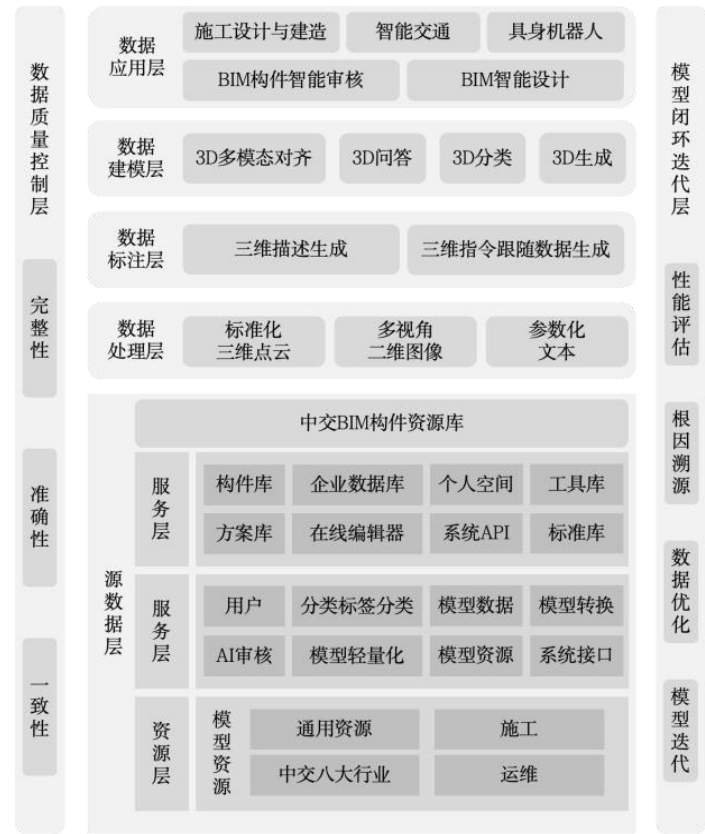 数据质量控制层
完整性
准确性
一致性
数据
应用层
施工设计与建造
智能交通
具身机器人
BIM构件智能审核
BIM智能设计
数据
建模层
3D多模态对齐
3D问答
3D分类
3D生成
数据
标注层
三维描述生成
三维指令跟随数据生成
数据
处理层
标准化
三维点云
多视角
二维图像
参数化
文本
源数据层
中交BIM构件资源库
服务层
构件库
企业数据库
个人空间
工具库
方案库
在线编辑器
系统API
标准库
服务层
用户
分类标签分类
模型数据
模型转换
AI审核
模型轻量化
模型资源
系统接口
资源层
模型资源
通用资源
施工
中交八大行业
运维
模型闭环迭代层
性能评估
根因溯源
数据优化
模型迭代